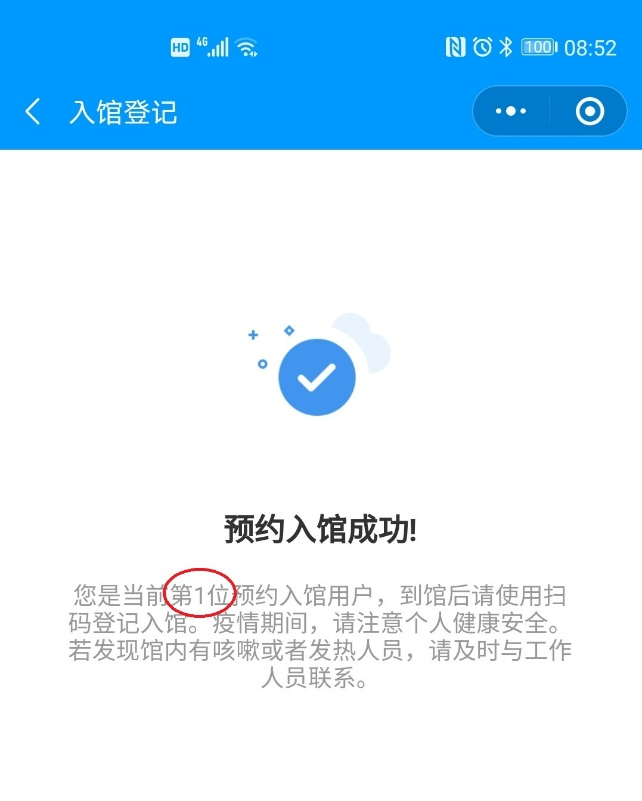 HD 4G 100 08:52
入馆登记
预约入馆成功!
您是当前第1位预约入馆用户，到馆后请使用扫
码登记入馆。疫情期间，请注意个人健康安全。
若发现馆内有咳嗽或者发热人员，请及时与工作
人员联系。